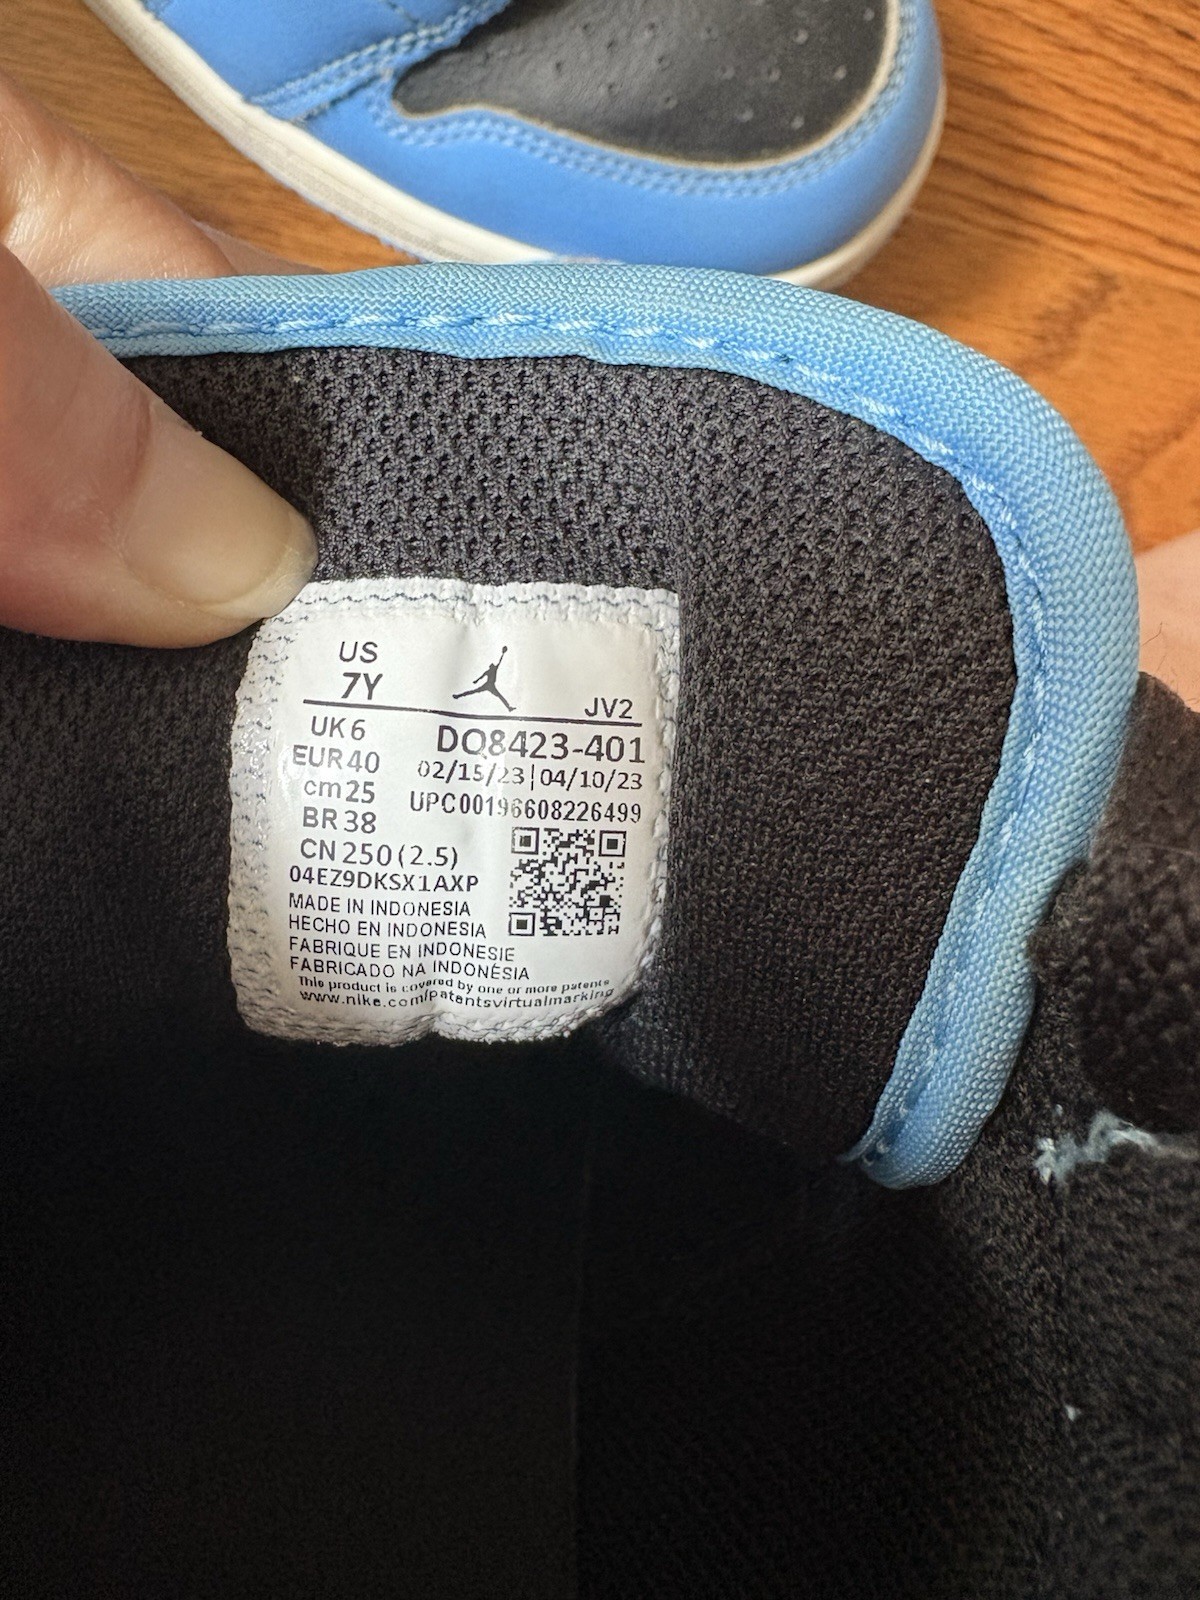 US
7Y
JV2
UK 6
DQ8423-401
EUR 40
02/15/23|04/10/23
cm 25
UPC00196608226499
BR 38
CN 250 (2.5)
04EZ9DKSX1AXP
MADE IN INDONESIA
HECHO EN INDONESIA
FABRIQUE EN INDONESIE
FABRICADO NA INDONÉSIA
This product is covered by one or more patents
www.nike.com/patentsvirtualmarking